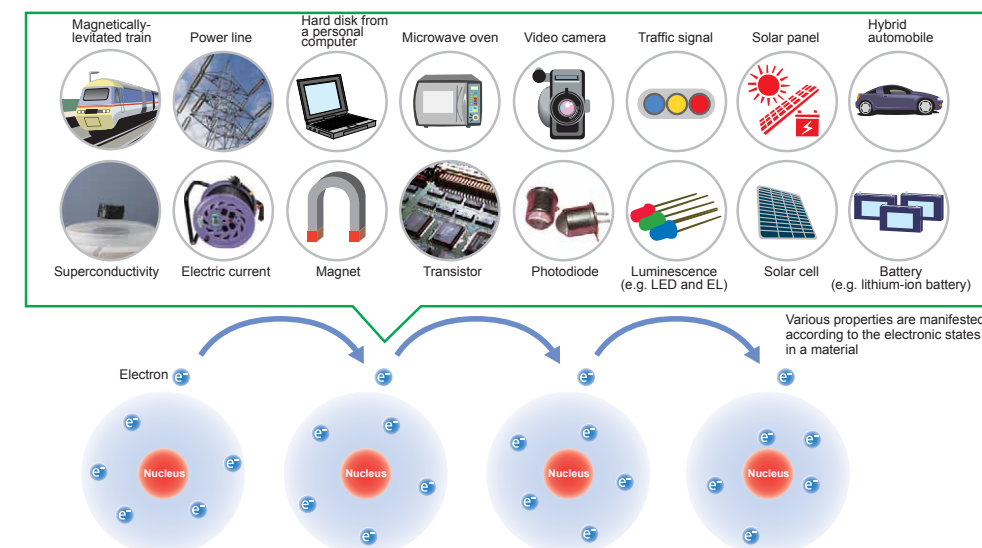 Magnetically-
levitated train
Power line
Hard disk from
a personal
computer
Microwave oven
Video camera
Traffic signal
Solar panel
Hybrid
automobile
Superconductivity
Electric current
Magnet
Transistor
Photodiode
Luminescence
(e.g. LED and EL)
Solar cell
Battery
(e.g. lithium-ion battery)
Various properties are manifested
according to the electronic states
in a material
Electron
e⁻
e⁻
e⁻
e⁻
e⁻
e⁻
e⁻
e⁻
e⁻
Nucleus
e⁻
e⁻
e⁻
e⁻
Nucleus
e⁻
e⁻
e⁻
e⁻
e⁻
Nucleus
e⁻
e⁻
e⁻
e⁻
e⁻
Nucleus
e⁻